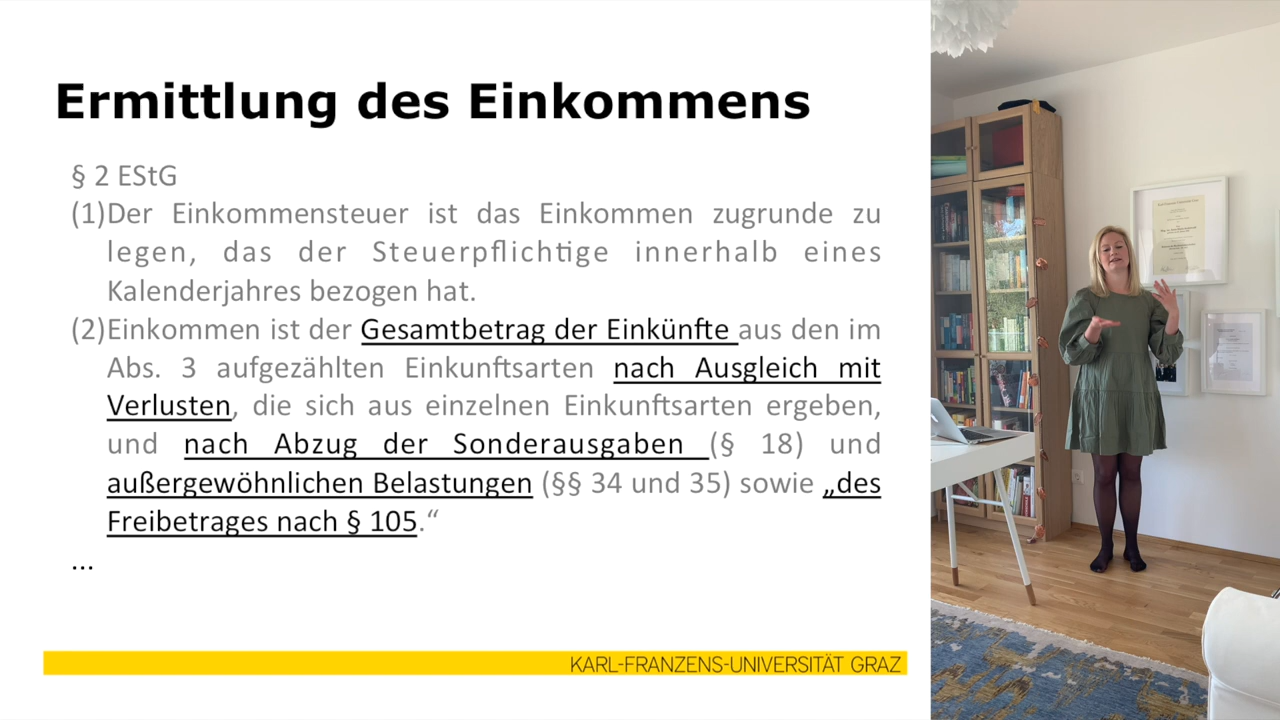 Ermittlung des Einkommens
§ 2 EStG
(1)Der Einkommensteuer ist das Einkommen zugrunde zu
legen, das der Steuerpflichtige innerhalb eines
Kalenderjahres bezogen hat.
(2)Einkommen ist der Gesamtbetrag der Einkünfte aus den im
Abs. 3 aufgezählten Einkunftsarten nach Ausgleich mit
Verlusten, die sich aus einzelnen Einkunftsarten ergeben,
und nach Abzug der Sonderausgaben (§ 18) und
außergewöhnlichen Belastungen (§§ 34 und 35) sowie „des
Freibetrages nach § 105.“
...
KARL-FRANZENS-UNIVERSITÄT GRAZ